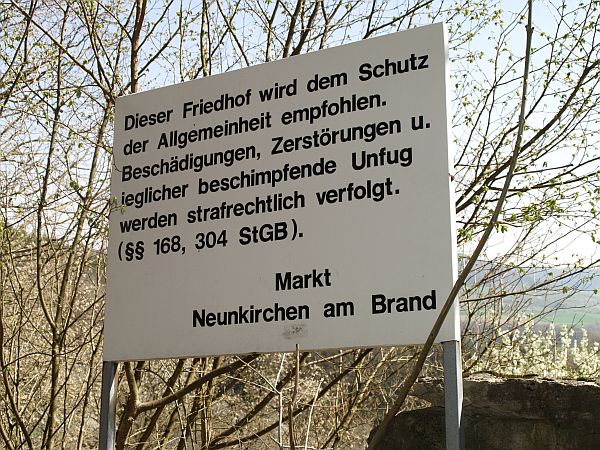 Dieser Friedhof wird dem Schutz
der Allgemeinheit empfohlen.
Beschädigungen, Zerstörungen u.
jeglicher beschimpfende Unfug
werden strafrechtlich verfolgt.
(§§ 168, 304 StGB).
Markt
Neunkirchen am Brand